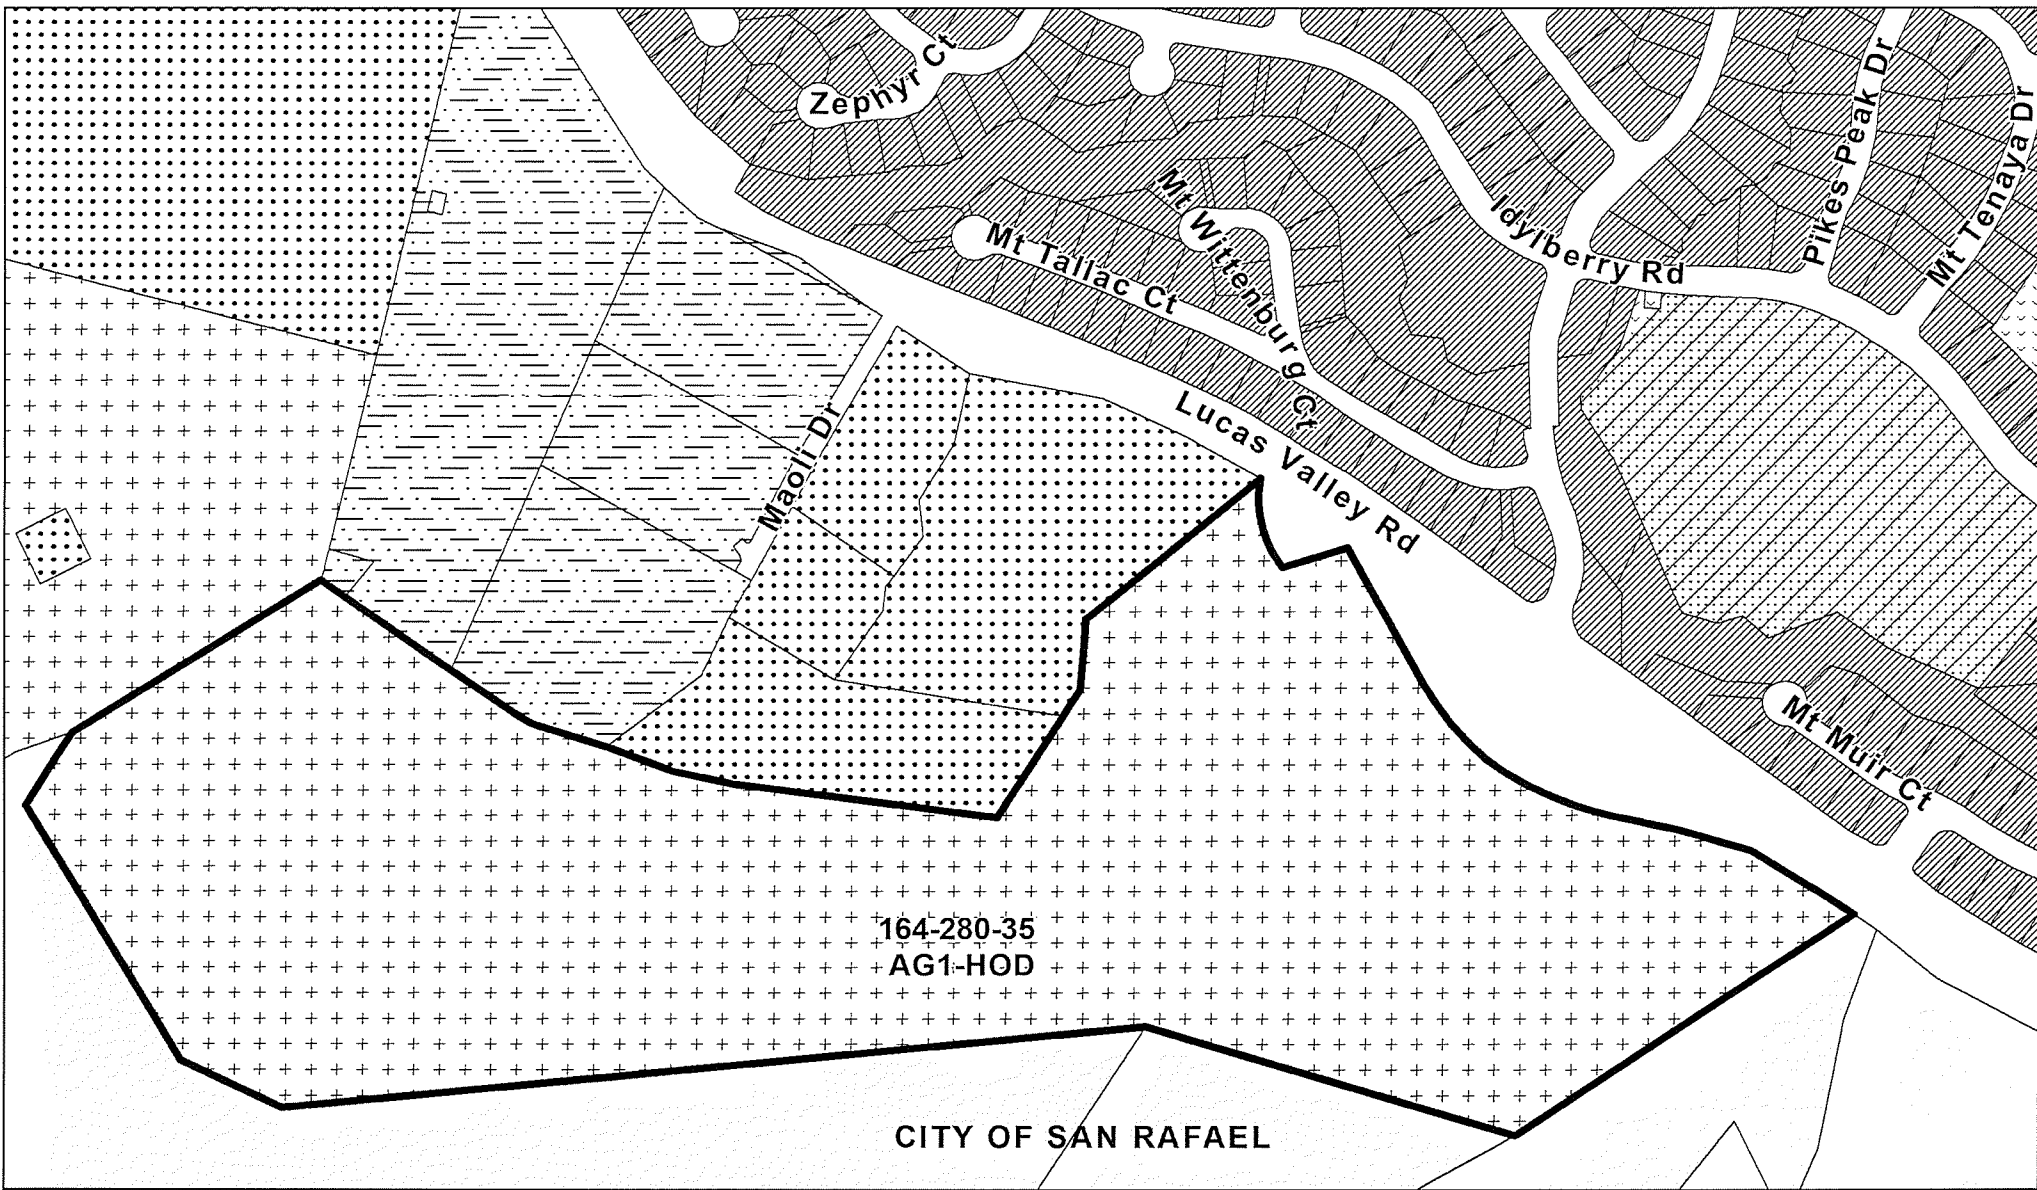 Zephyr Ct
Pikes Peak Dr
Mt Tenaya Dr
Mt Wittenburg Ct
Idylberry Rd
Mt Tallac Ct
Lucas Valley Rd
Maoli Dr
Mt Muir Ct
164-280-35
AG1-HOD
CITY OF SAN RAFAEL